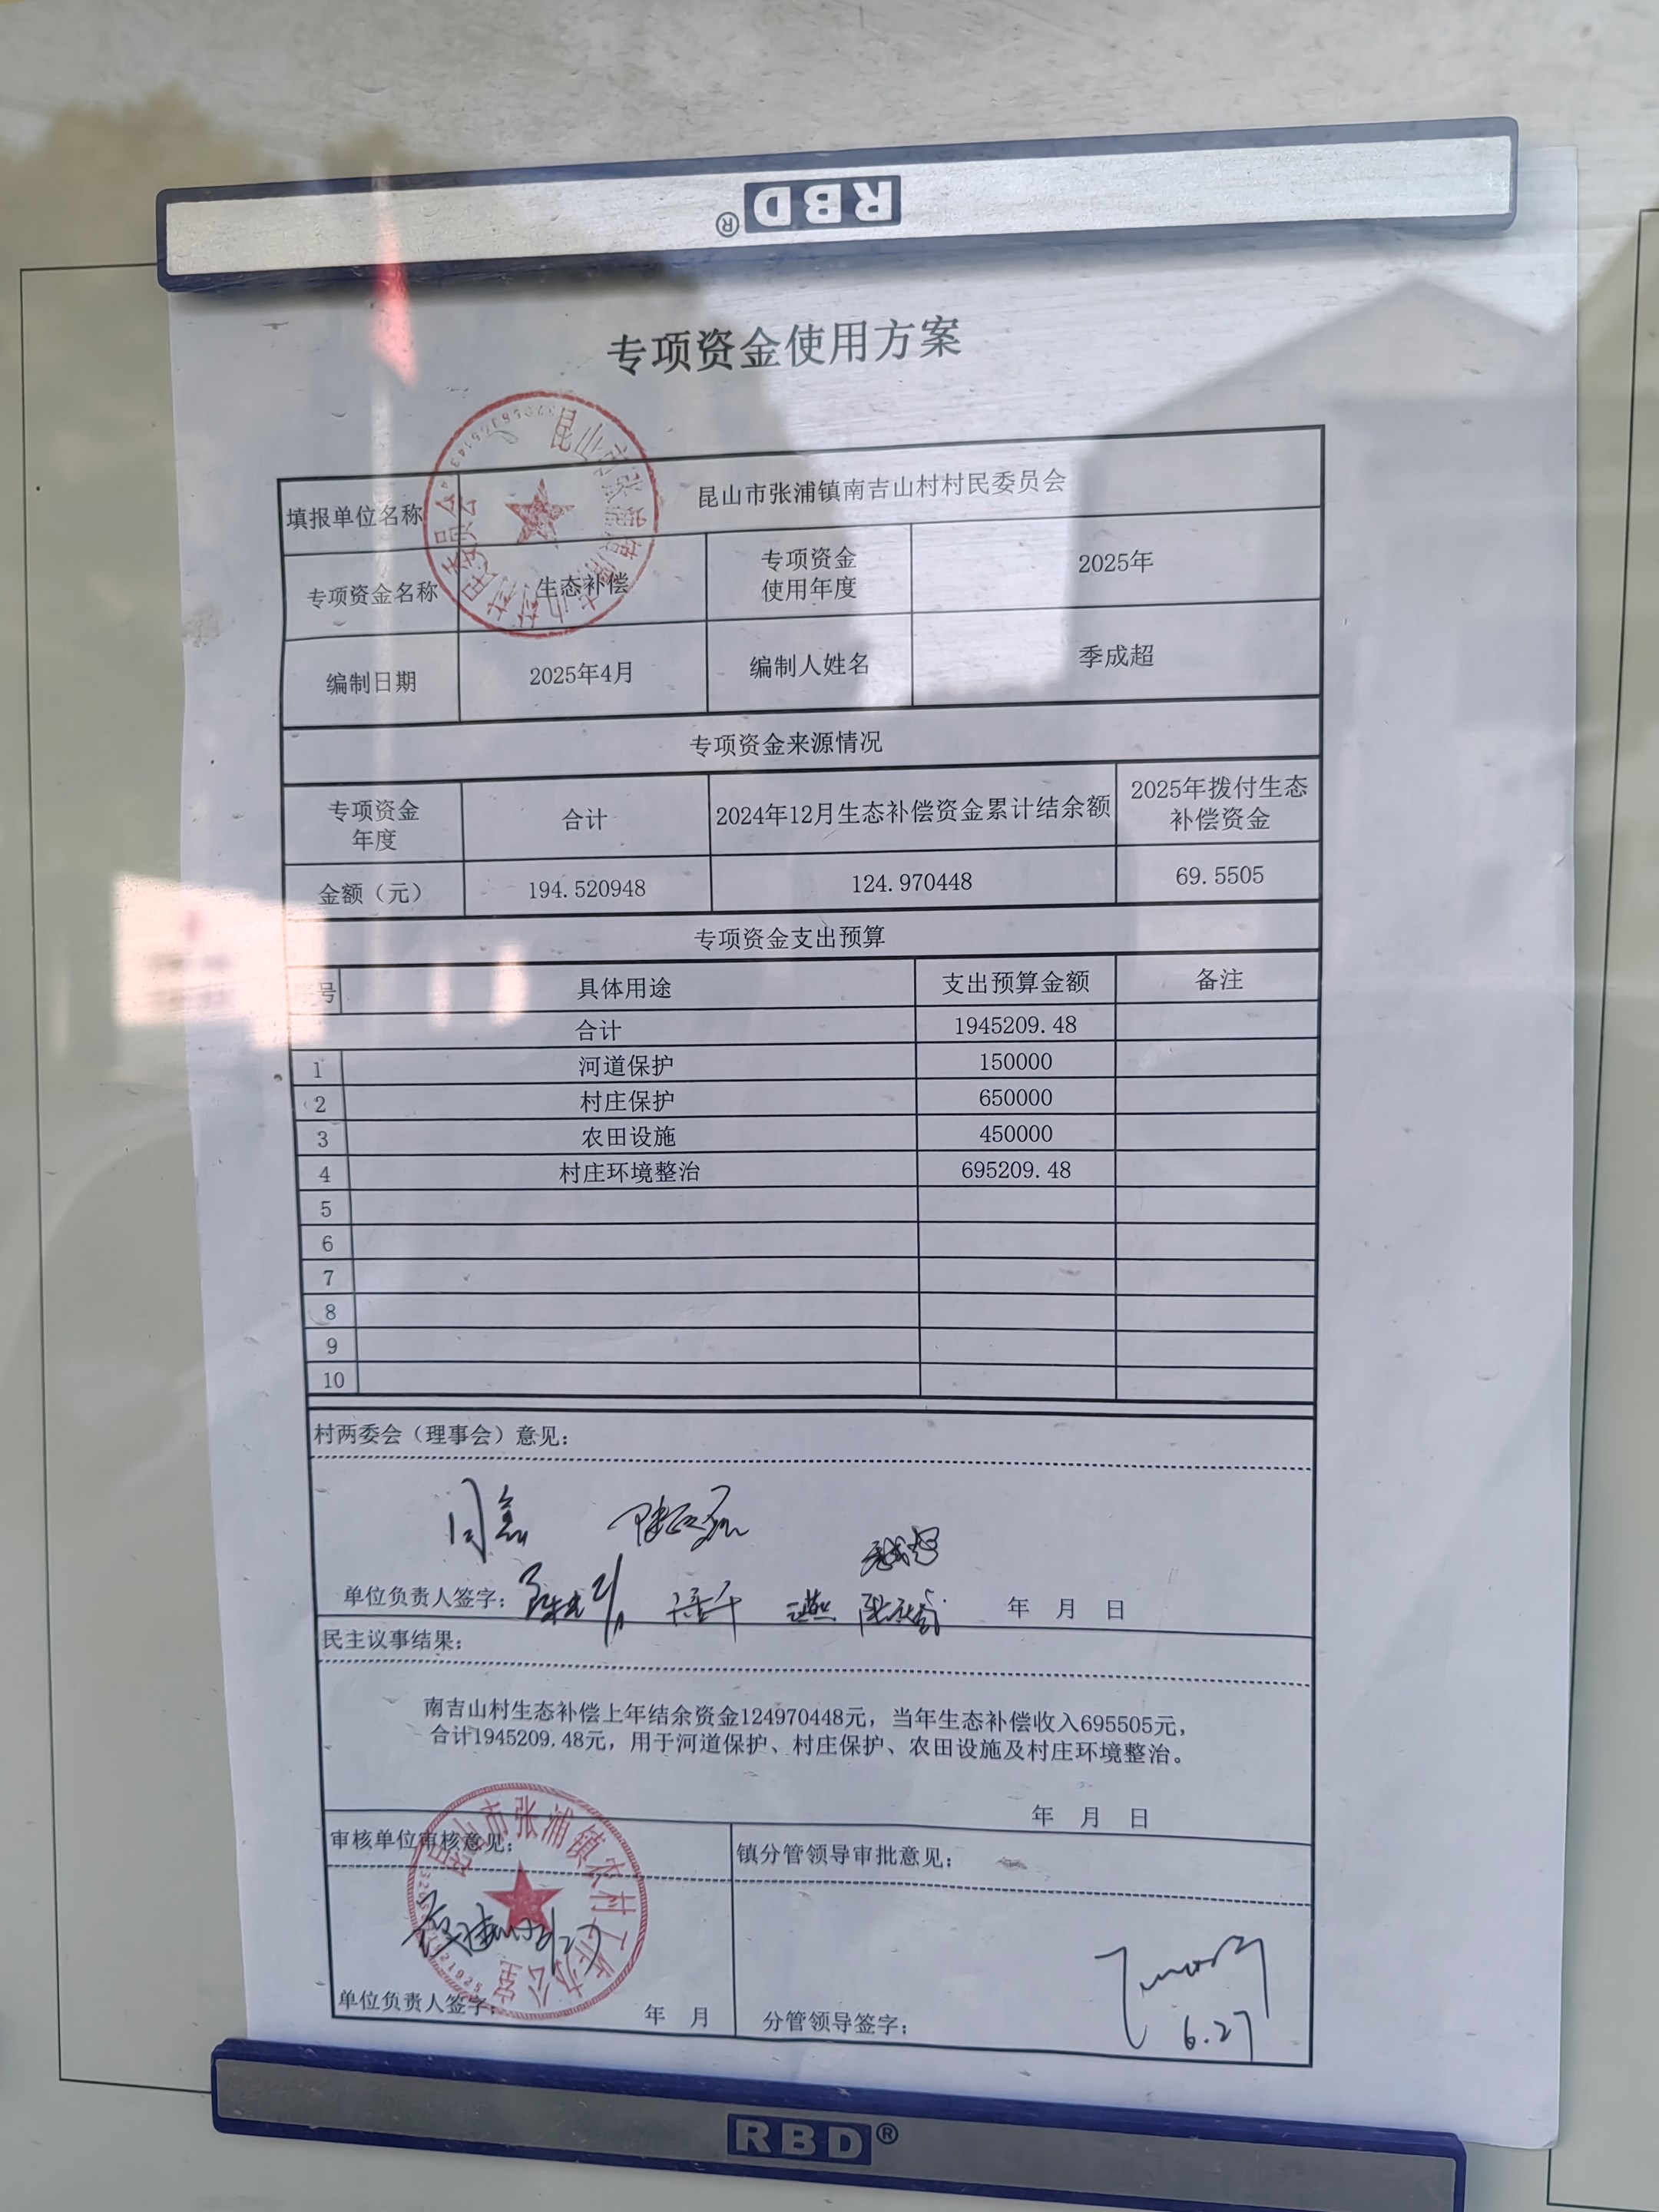 RBD®
专项资金使用方案
填报单位名称 昆山市张浦镇南吉山村村民委员会
专项资金名称 生态补偿 专项资金使用年度 2025年
编制日期 2025年4月 编制人姓名 季成超
专项资金来源情况
专项资金年度 合计 2024年12月生态补偿资金累计结余额 2025年拨付生态补偿资金
金额（元） 194.520948 124.970448 69.5505
专项资金支出预算
号 具体用途 支出预算金额 备注
合计 1945209.48
1 河道保护 150000
2 村庄保护 650000
3 农田设施 450000
4 村庄环境整治 695209.48
5
6
7
8
9
10
村两委会（理事会）意见：
同意
单位负责人签字： 年 月 日
民主议事结果：
南吉山村生态补偿上年结余资金124970448元，当年生态补偿收入695505元，
合计1945209.48元，用于河道保护、村庄保护、农田设施及村庄环境整治。
年 月 日
审核单位审核意见： 镇分管领导审批意见：
昆山市张浦镇农村工作办公室
单位负责人签字： 年 月 分管领导签字：
6.27
RBD®